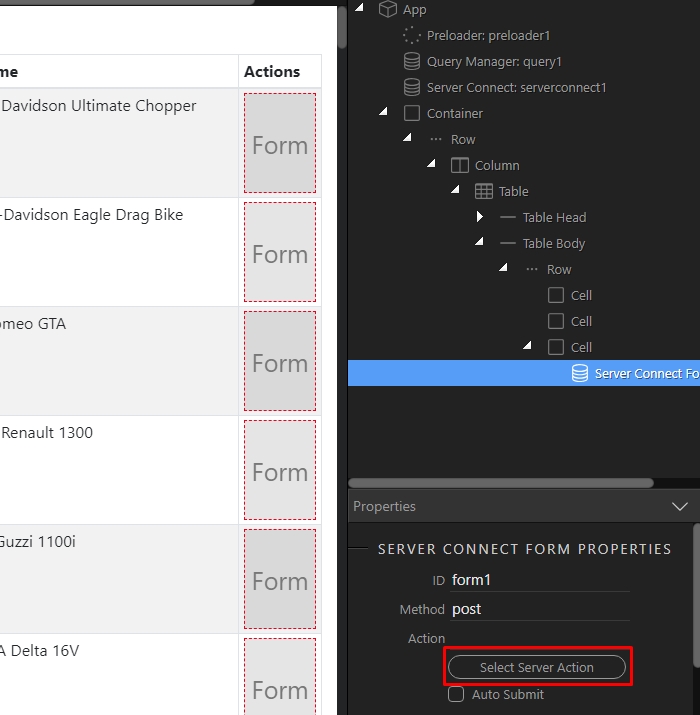 me Actions
Davidson Ultimate Chopper
Form
-Davidson Eagle Drag Bike
Form
omeo GTA
Form
Renault 1300
Form
Guzzi 1100i
Form
A Delta 16V
Form
App
Preloader: preloader1
Query Manager: query1
Server Connect: serverconnect1
Container
Row
Column
Table
Table Head
Table Body
Row
Cell
Cell
Cell
Server Connect Fo
Properties
SERVER CONNECT FORM PROPERTIES
ID form1
Method post
Action
Select Server Action
Auto Submit